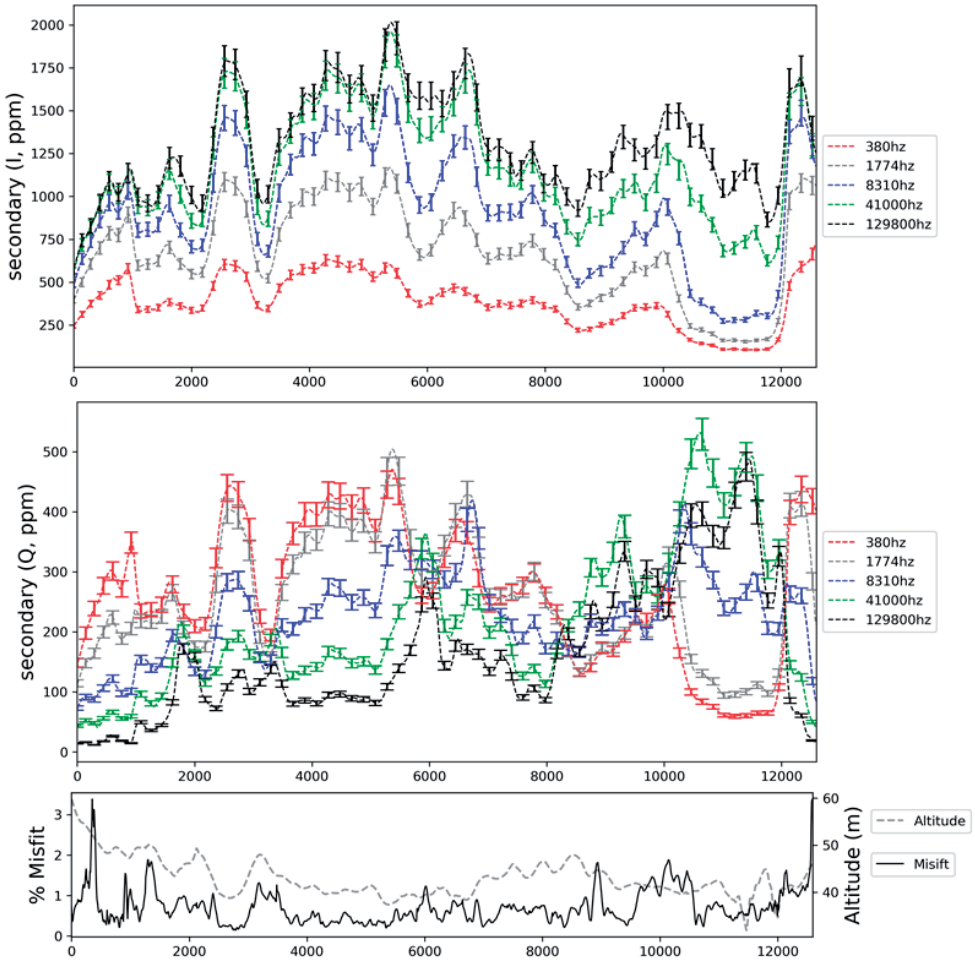 2000
1750
1500
1250
1000
750
500
250
secondary (I, ppm)
0 2000 4000 6000 8000 10000 12000
380hz
1774hz
8310hz
41000hz
129800hz
500
400
300
200
100
0
secondary (Q, ppm)
0 2000 4000 6000 8000 10000 12000
380hz
1774hz
8310hz
41000hz
129800hz
3
2
1
0
% Misfit
60
50
40
Altitude (m)
0 2000 4000 6000 8000 10000 12000
Altitude
Misift